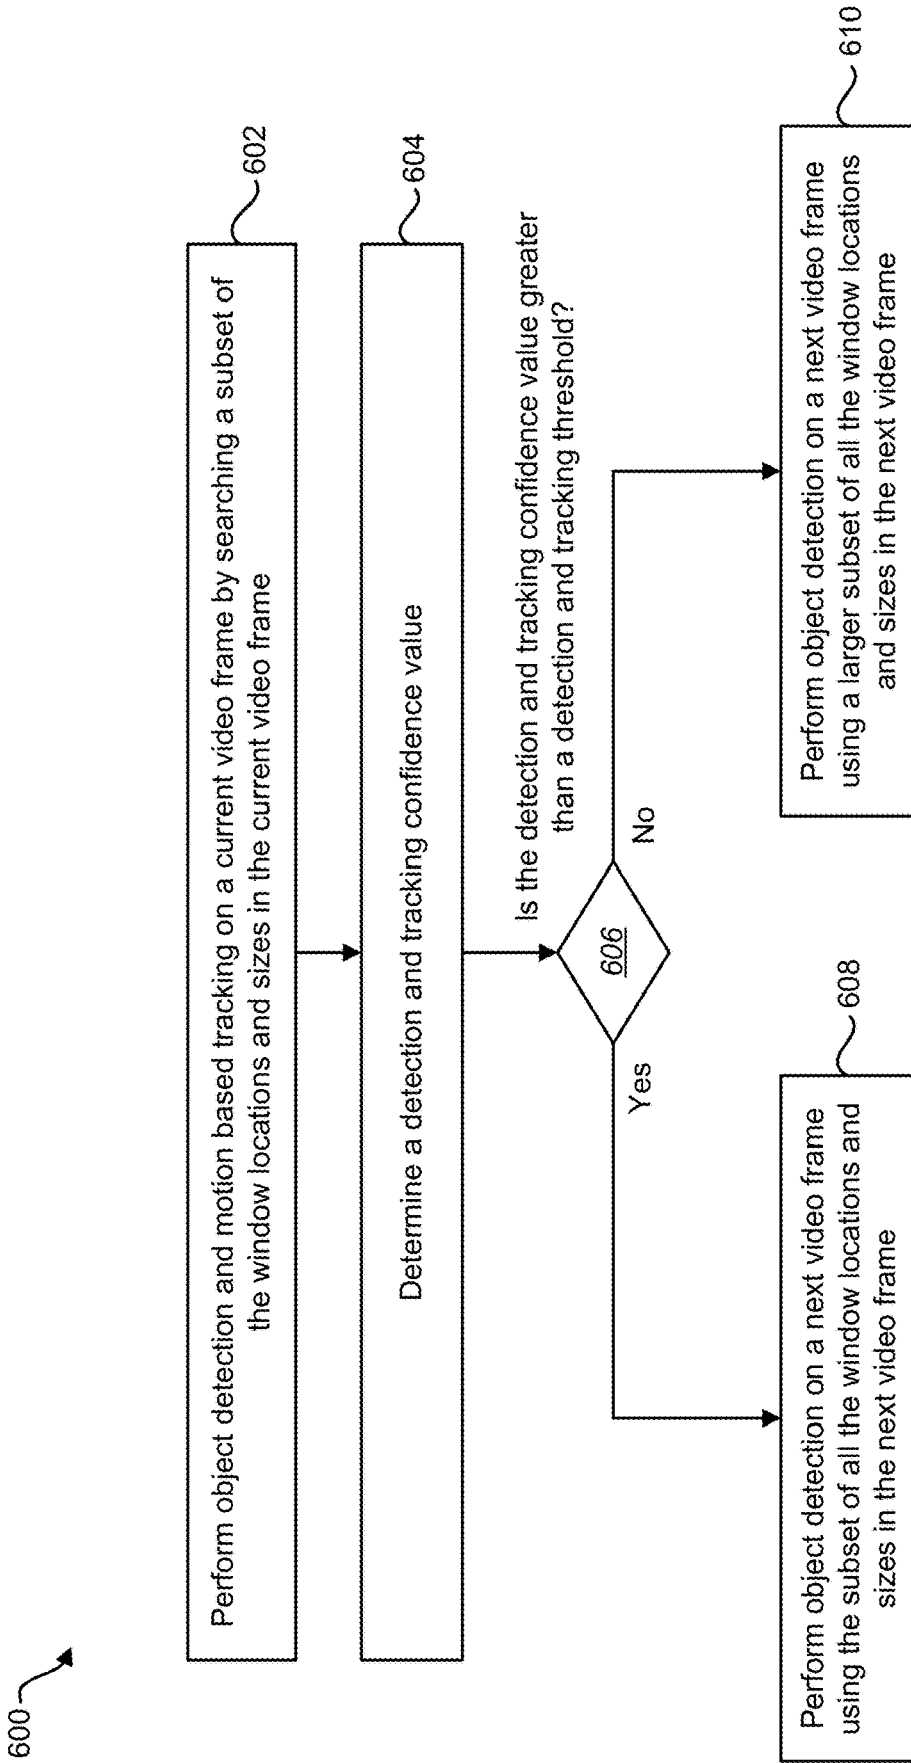 600
Perform object detection and motion based tracking on a current video frame by searching a subset of
the window locations and sizes in the current video frame
602
Determine a detection and tracking confidence value
604
Is the detection and tracking confidence value greater
than a detection and tracking threshold?
606
Yes
No
Perform object detection on a next video frame
using the subset of all the window locations and
sizes in the next video frame
608
Perform object detection on a next video frame
using a larger subset of all the window locations
and sizes in the next video frame
610